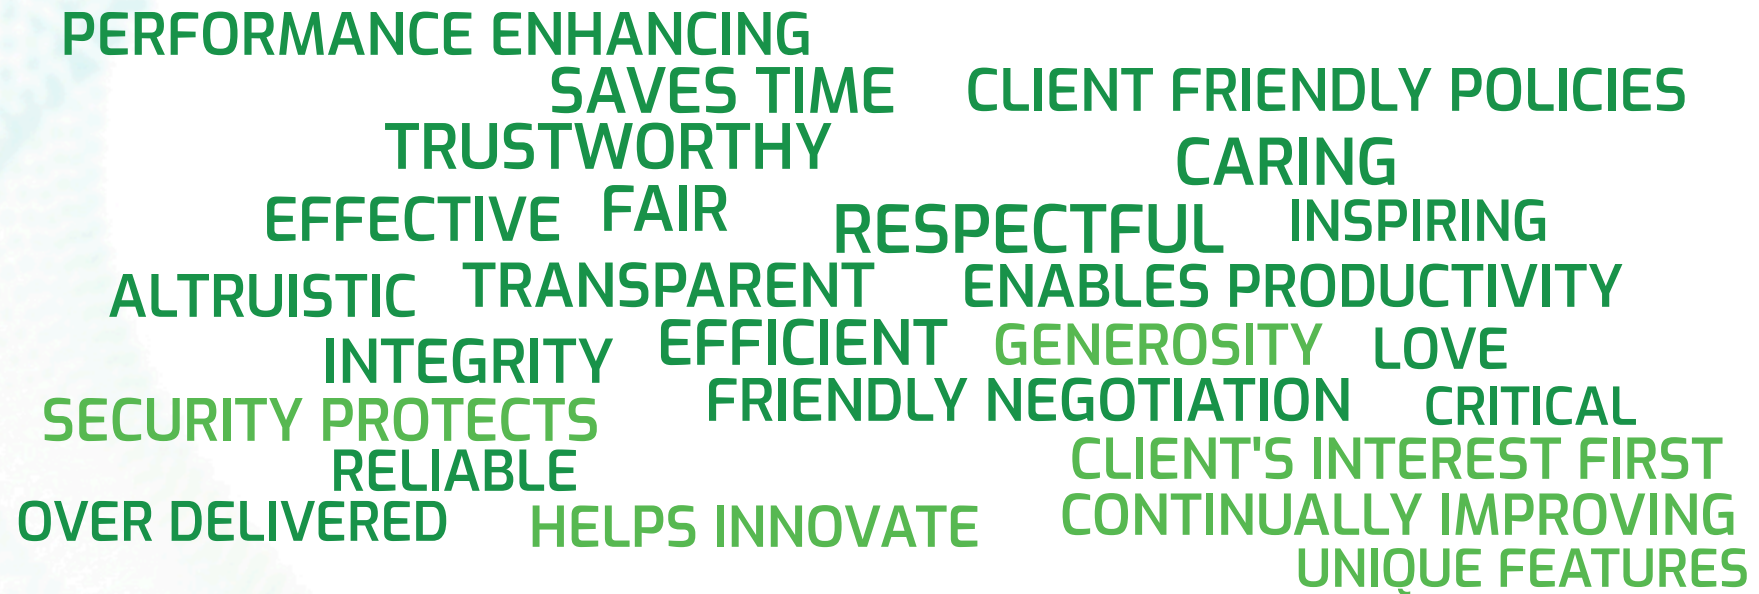 PERFORMANCE ENHANCING
SAVES TIME
CLIENT FRIENDLY POLICIES
TRUSTWORTHY
CARING
EFFECTIVE
FAIR
RESPECTFUL
INSPIRING
ALTRUISTIC
TRANSPARENT
ENABLES PRODUCTIVITY
INTEGRITY
EFFICIENT
GENEROSITY
LOVE
SECURITY PROTECTS
FRIENDLY NEGOTIATION
CRITICAL
RELIABLE
CLIENT'S INTEREST FIRST
OVER DELIVERED
HELPS INNOVATE
CONTINUALLY IMPROVING
UNIQUE FEATURES